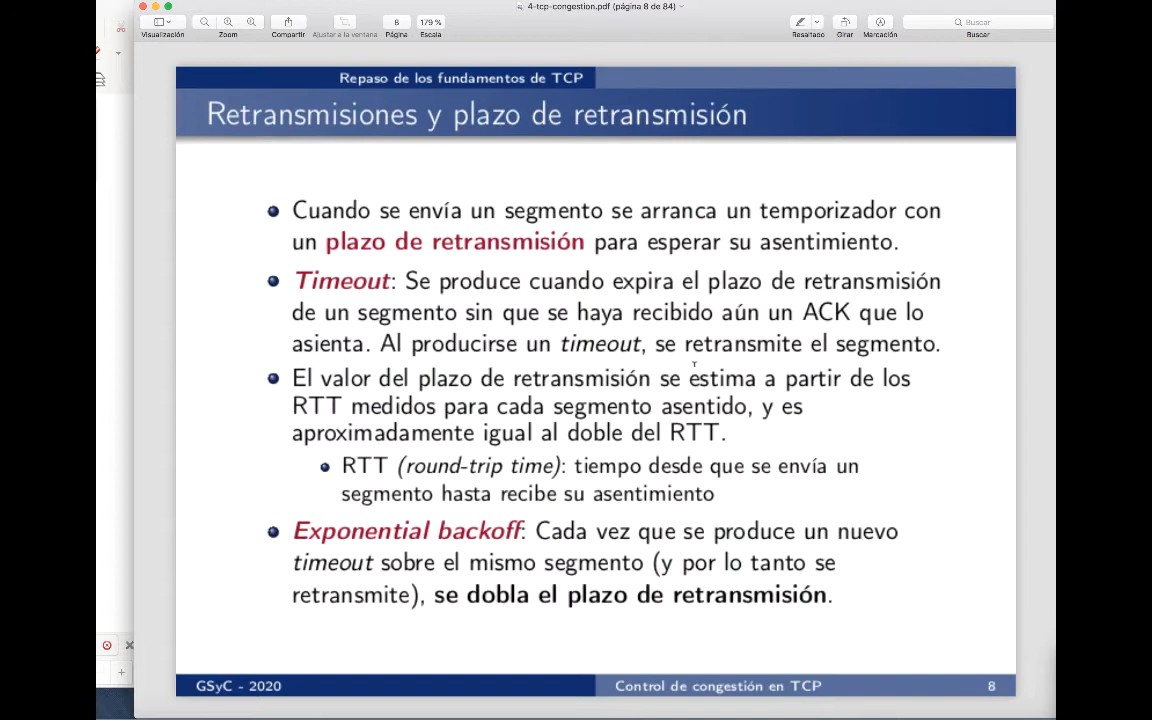 4-tcp-congestion.pdf (página 8 de 84)
8
179 %
Buscar
Visualización
Zoom
Compartir
Ajustar a la ventana
Página
Escala
Resaltado
Girar
Marcación
Buscar
Repaso de los fundamentos de TCP
Retransmisiones y plazo de retransmisión
Cuando se envía un segmento se arranca un temporizador con
un plazo de retransmisión para esperar su asentimiento.
Timeout: Se produce cuando expira el plazo de retransmisión
de un segmento sin que se haya recibido aún un ACK que lo
asienta. Al producirse un timeout, se retransmite el segmento.
El valor del plazo de retransmisión se estima a partir de los
RTT medidos para cada segmento asentido, y es
aproximadamente igual al doble del RTT.
RTT (round-trip time): tiempo desde que se envía un
segmento hasta recibe su asentimiento
Exponential backoff: Cada vez que se produce un nuevo
timeout sobre el mismo segmento (y por lo tanto se
retransmite), se dobla el plazo de retransmisión.
GSyC - 2020
Control de congestión en TCP
8